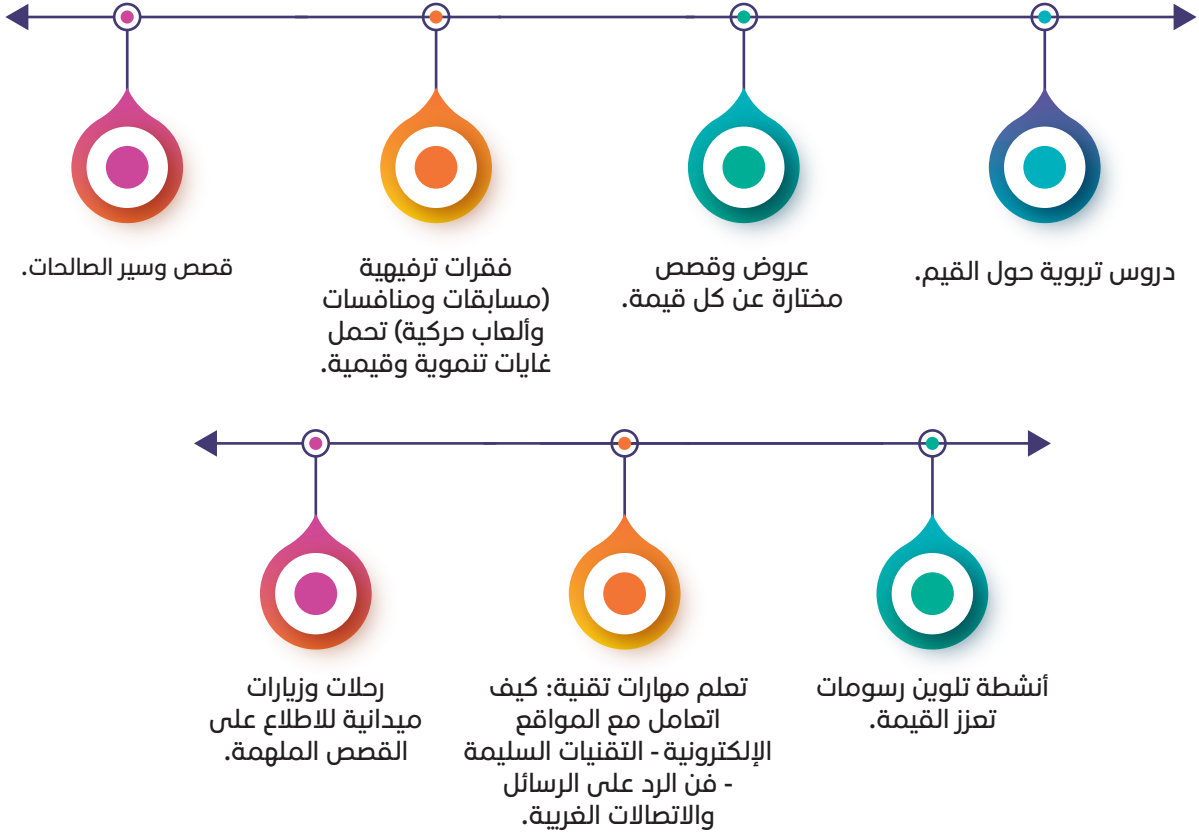 دروس تربوية حول القيم.
عروض وقصص
مختارة عن كل قيمة.
فقرات ترفيهية
(مسابقات ومنافسات
وألعاب حركية) تحمل
غايات تنموية وقيمية.
قصص وسير الصالحات.
أنشطة تلوين رسومات
تعزز القيمة.
تعلم مهارات تقنية: كيف
اتعامل مع المواقع
الإلكترونية - التقنيات السليمة
- فن الرد على الرسائل
والاتصالات الغريبة.
رحلات وزيارات
ميدانية للاطلاع على
القصص الملهمة.